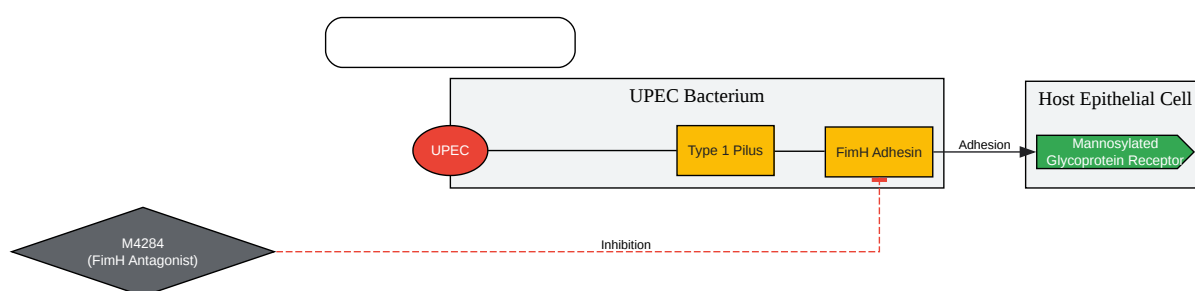 UPEC Bacterium
Host Epithelial Cell
UPEC
Type 1 Pilus
FimH Adhesin
Adhesion
Mannosylated
Glycoprotein Receptor
M4284
(FimH Antagonist)
Inhibition